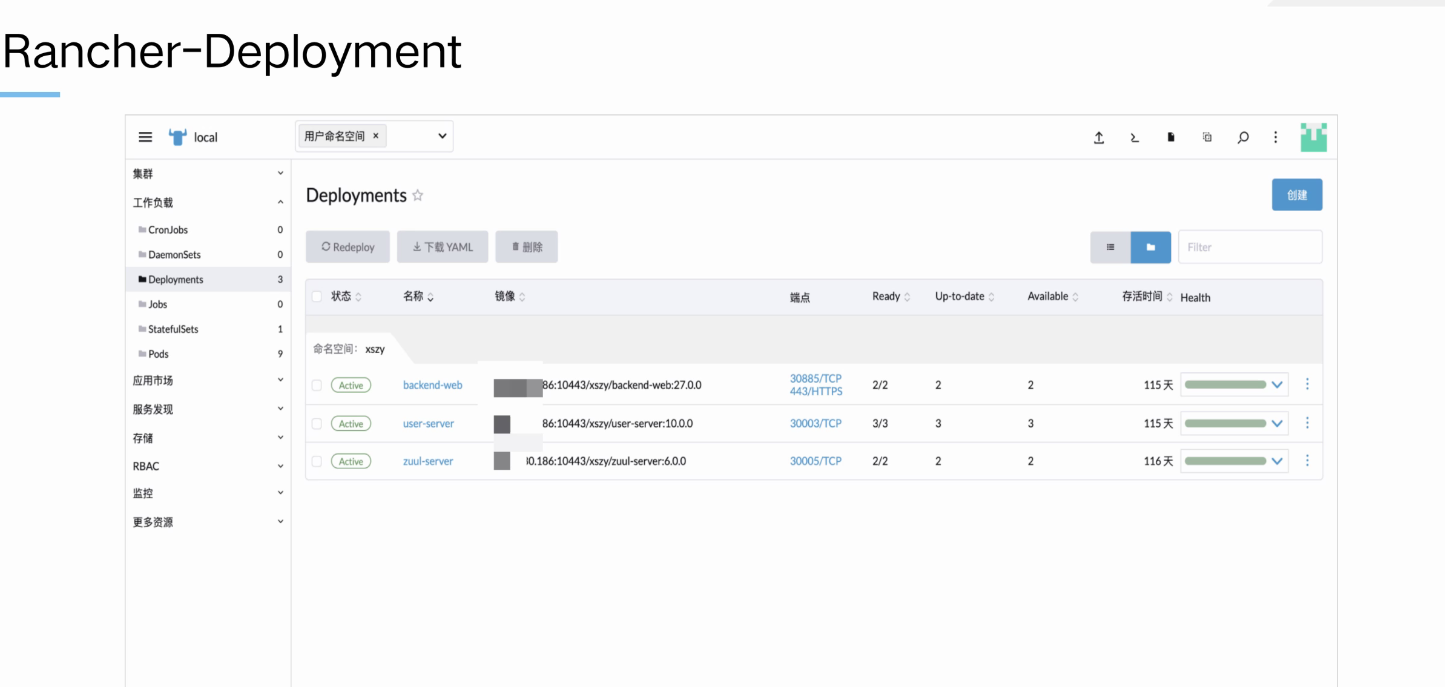 Rancher-Deployment
local
用户命名空间 ×
集群
工作负载
CronJobs 0
DaemonSets 0
Deployments 3
Jobs 0
StatefulSets 1
Pods 9
应用市场
服务发现
存储
RBAC
监控
更多资源
Deployments
创建
Redeploy
下载 YAML
删除
Filter
状态 名称 镜像 端点 Ready Up-to-date Available 存活时间 Health
命名空间: xszy
Active backend-web 86:10443/xszy/backend-web:27.0.0 30885/TCP 2/2 2 2 115 天
443/HTTPS
Active user-server 86:10443/xszy/user-server:10.0.0 30003/TCP 3/3 3 3 115 天
Active zuul-server 0.186:10443/xszy/zuul-server:6.0.0 30005/TCP 2/2 2 2 116 天